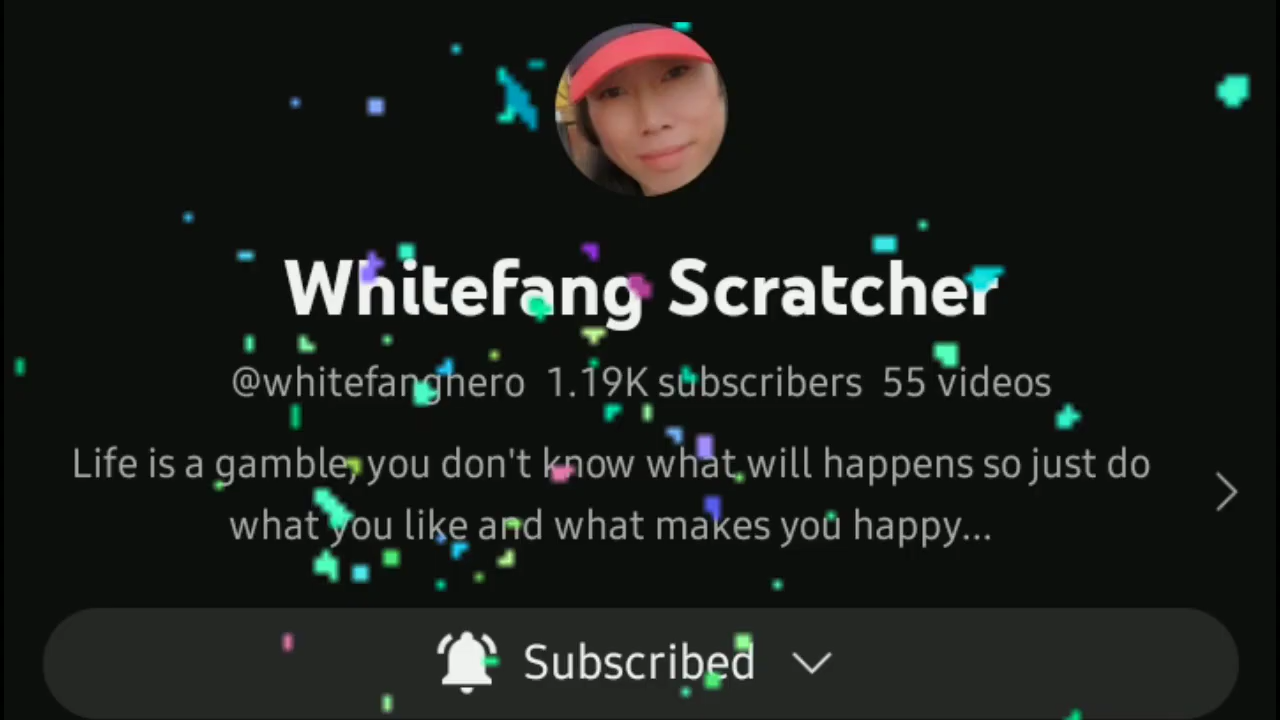 Whitefang Scratcher
@whitefanghero 1.19K subscribers 55 videos
Life is a gamble, you don't know what will happens so just do
what you like and what makes you happy...
Subscribed